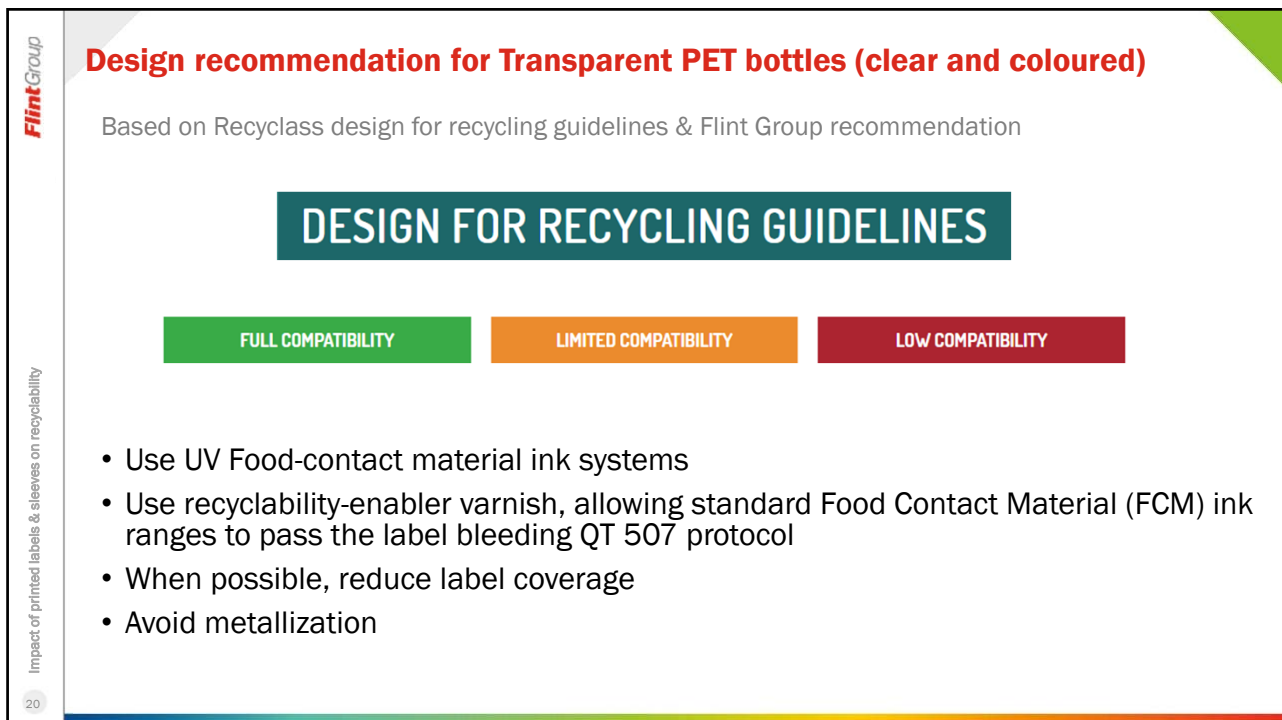 FlintGroup
Design recommendation for Transparent PET bottles (clear and coloured)
Based on Recyclass design for recycling guidelines & Flint Group recommendation
DESIGN FOR RECYCLING GUIDELINES
FULL COMPATIBILITY
LIMITED COMPATIBILITY
LOW COMPATIBILITY
• Use UV Food-contact material ink systems
• Use recyclability-enabler varnish, allowing standard Food Contact Material (FCM) ink
ranges to pass the label bleeding QT 507 protocol
• When possible, reduce label coverage
• Avoid metallization
Impact of printed labels & sleeves on recyclability
20